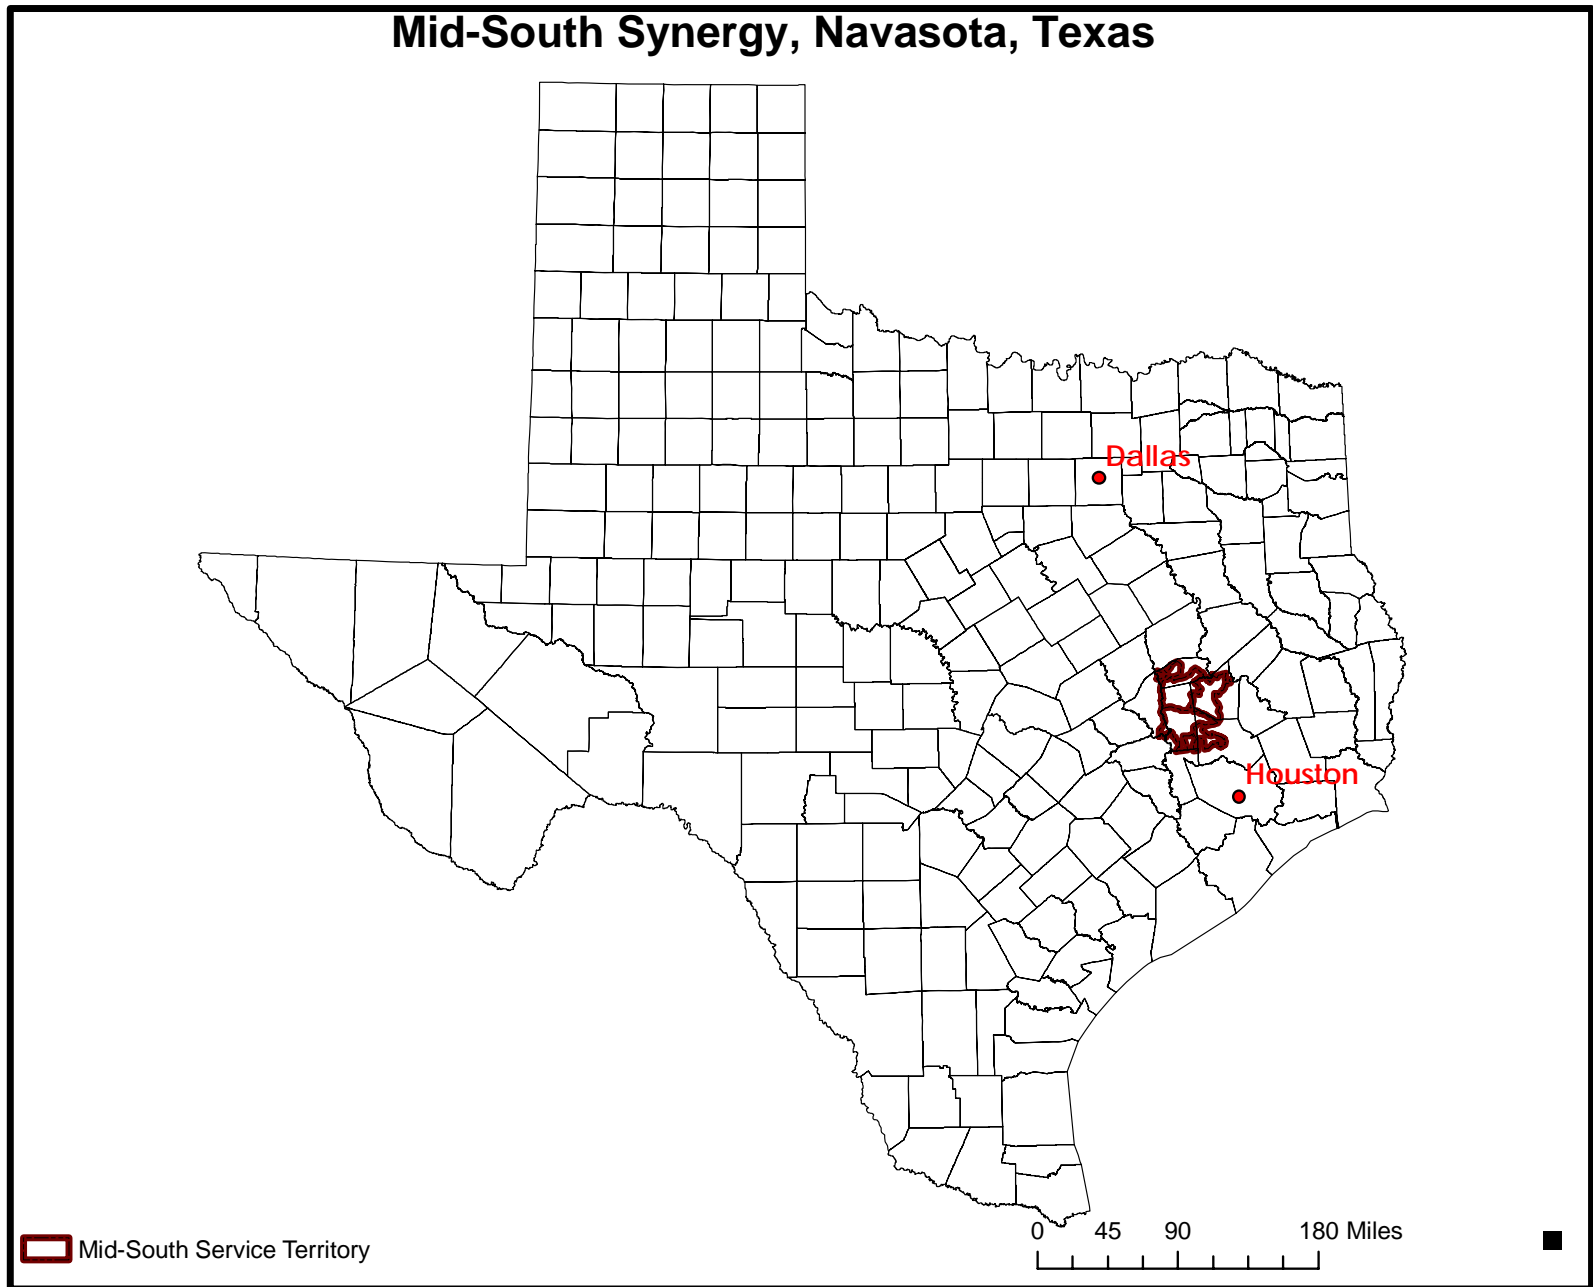 Mid-South Synergy, Navasota, Texas
Dallas
Houston
Mid-South Service Territory
0 45 90 180 Miles